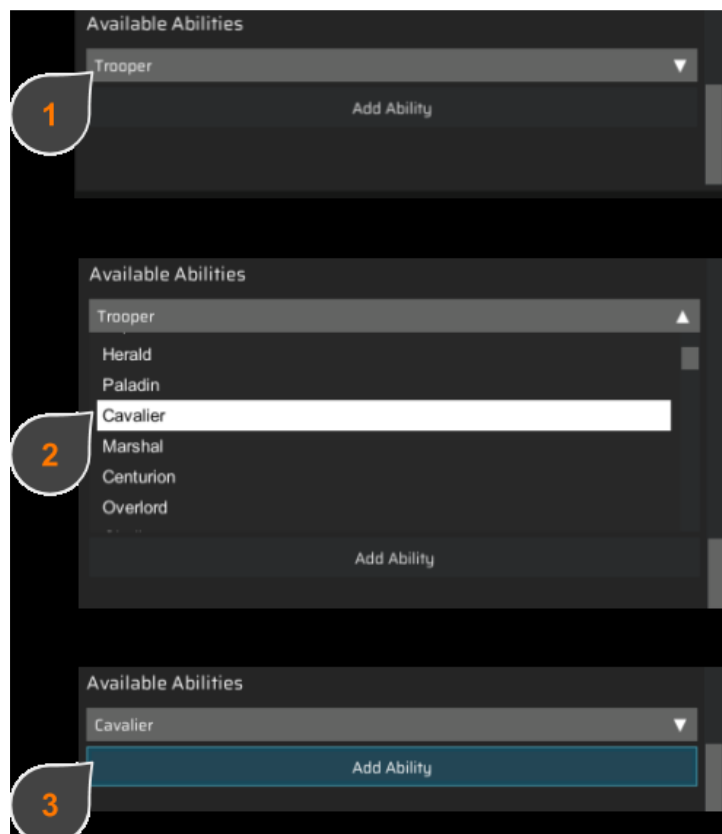 Available Abilities
Trooper
1
Add Ability
Available Abilities
Trooper
Herald
Paladin
Cavalier
2
Marshal
Centurion
Overlord
Add Ability
Available Abilities
Cavalier
Add Ability
3